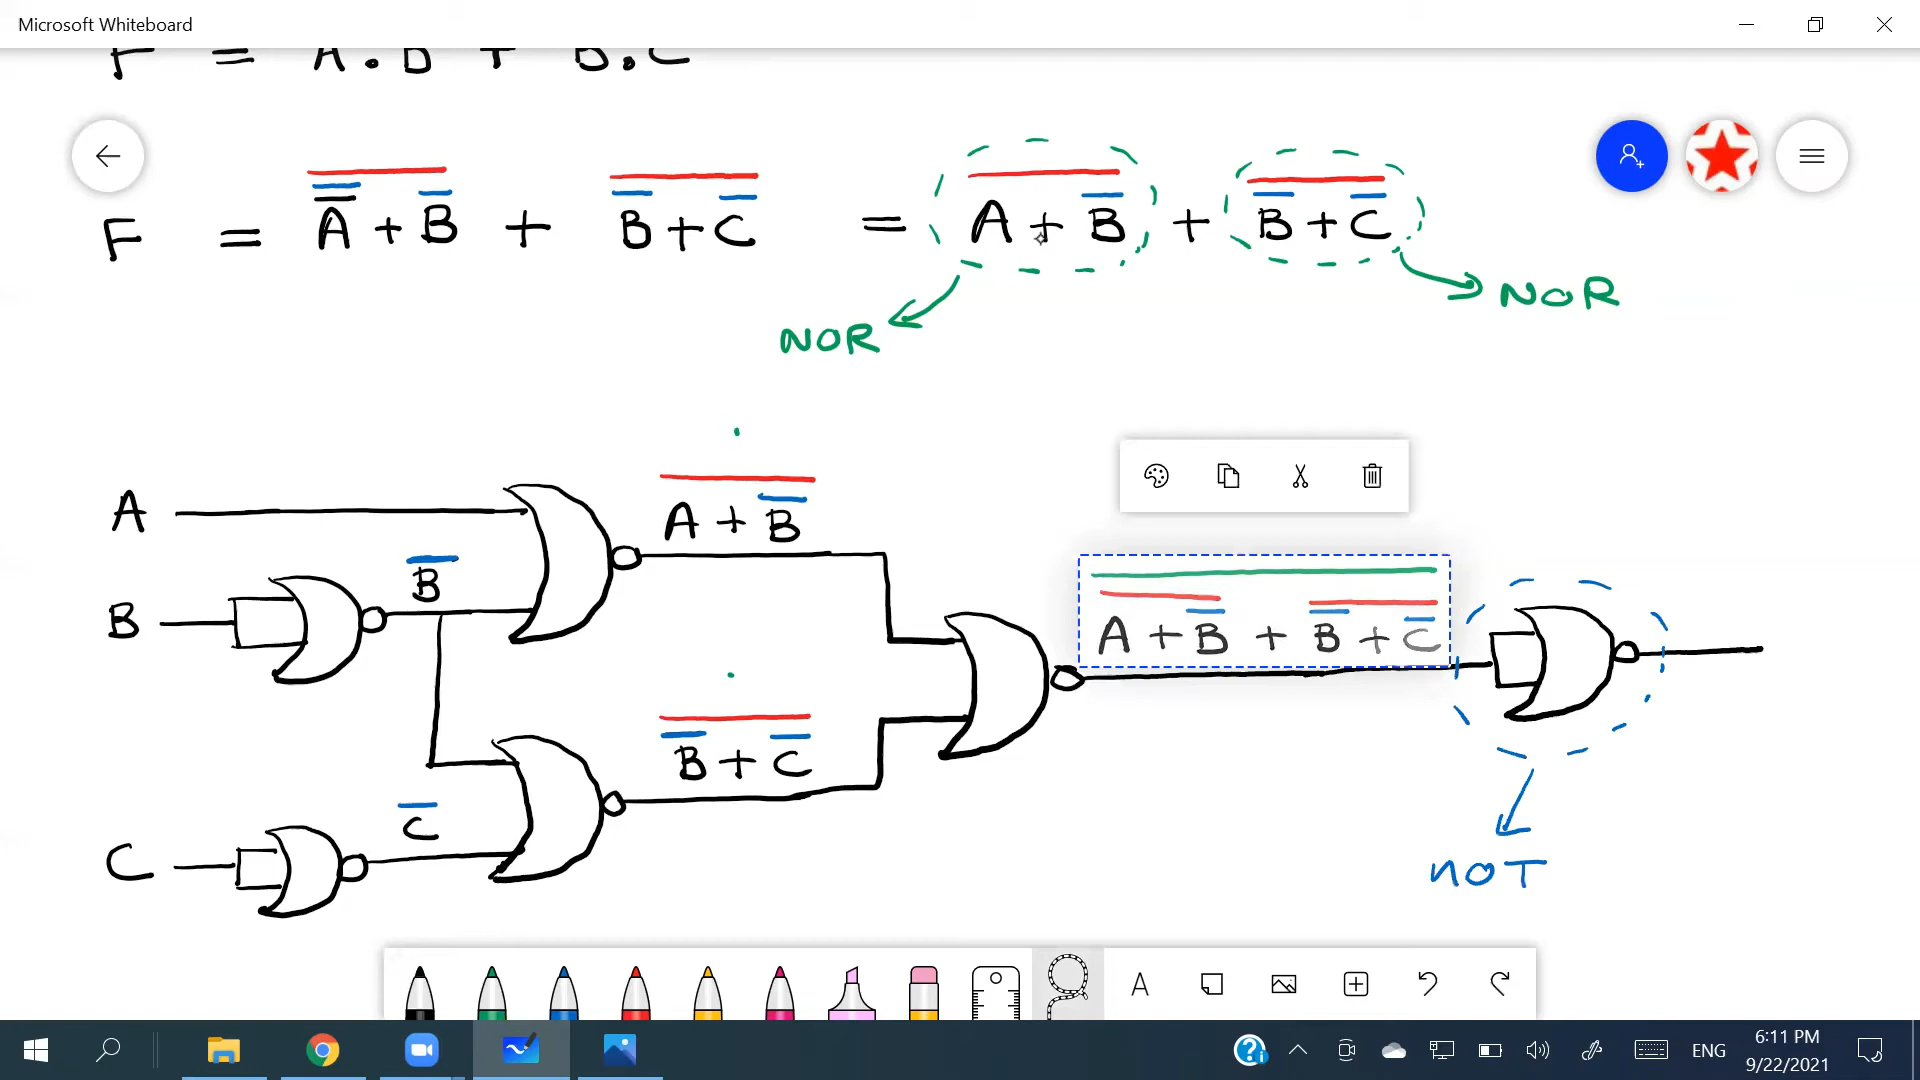 Microsoft Whiteboard
F = A.B + B.C
F = A̿̅ + B̅ + B̅ + C̅ = A + B̅ + B̅ + C̅
NOR
NOR
A
A + B̅
B̅
B
A + B̅ + B̅ + C̅
B̅ + C̅
C̅
C
NOT
A
ENG
6:11 PM
9/22/2021